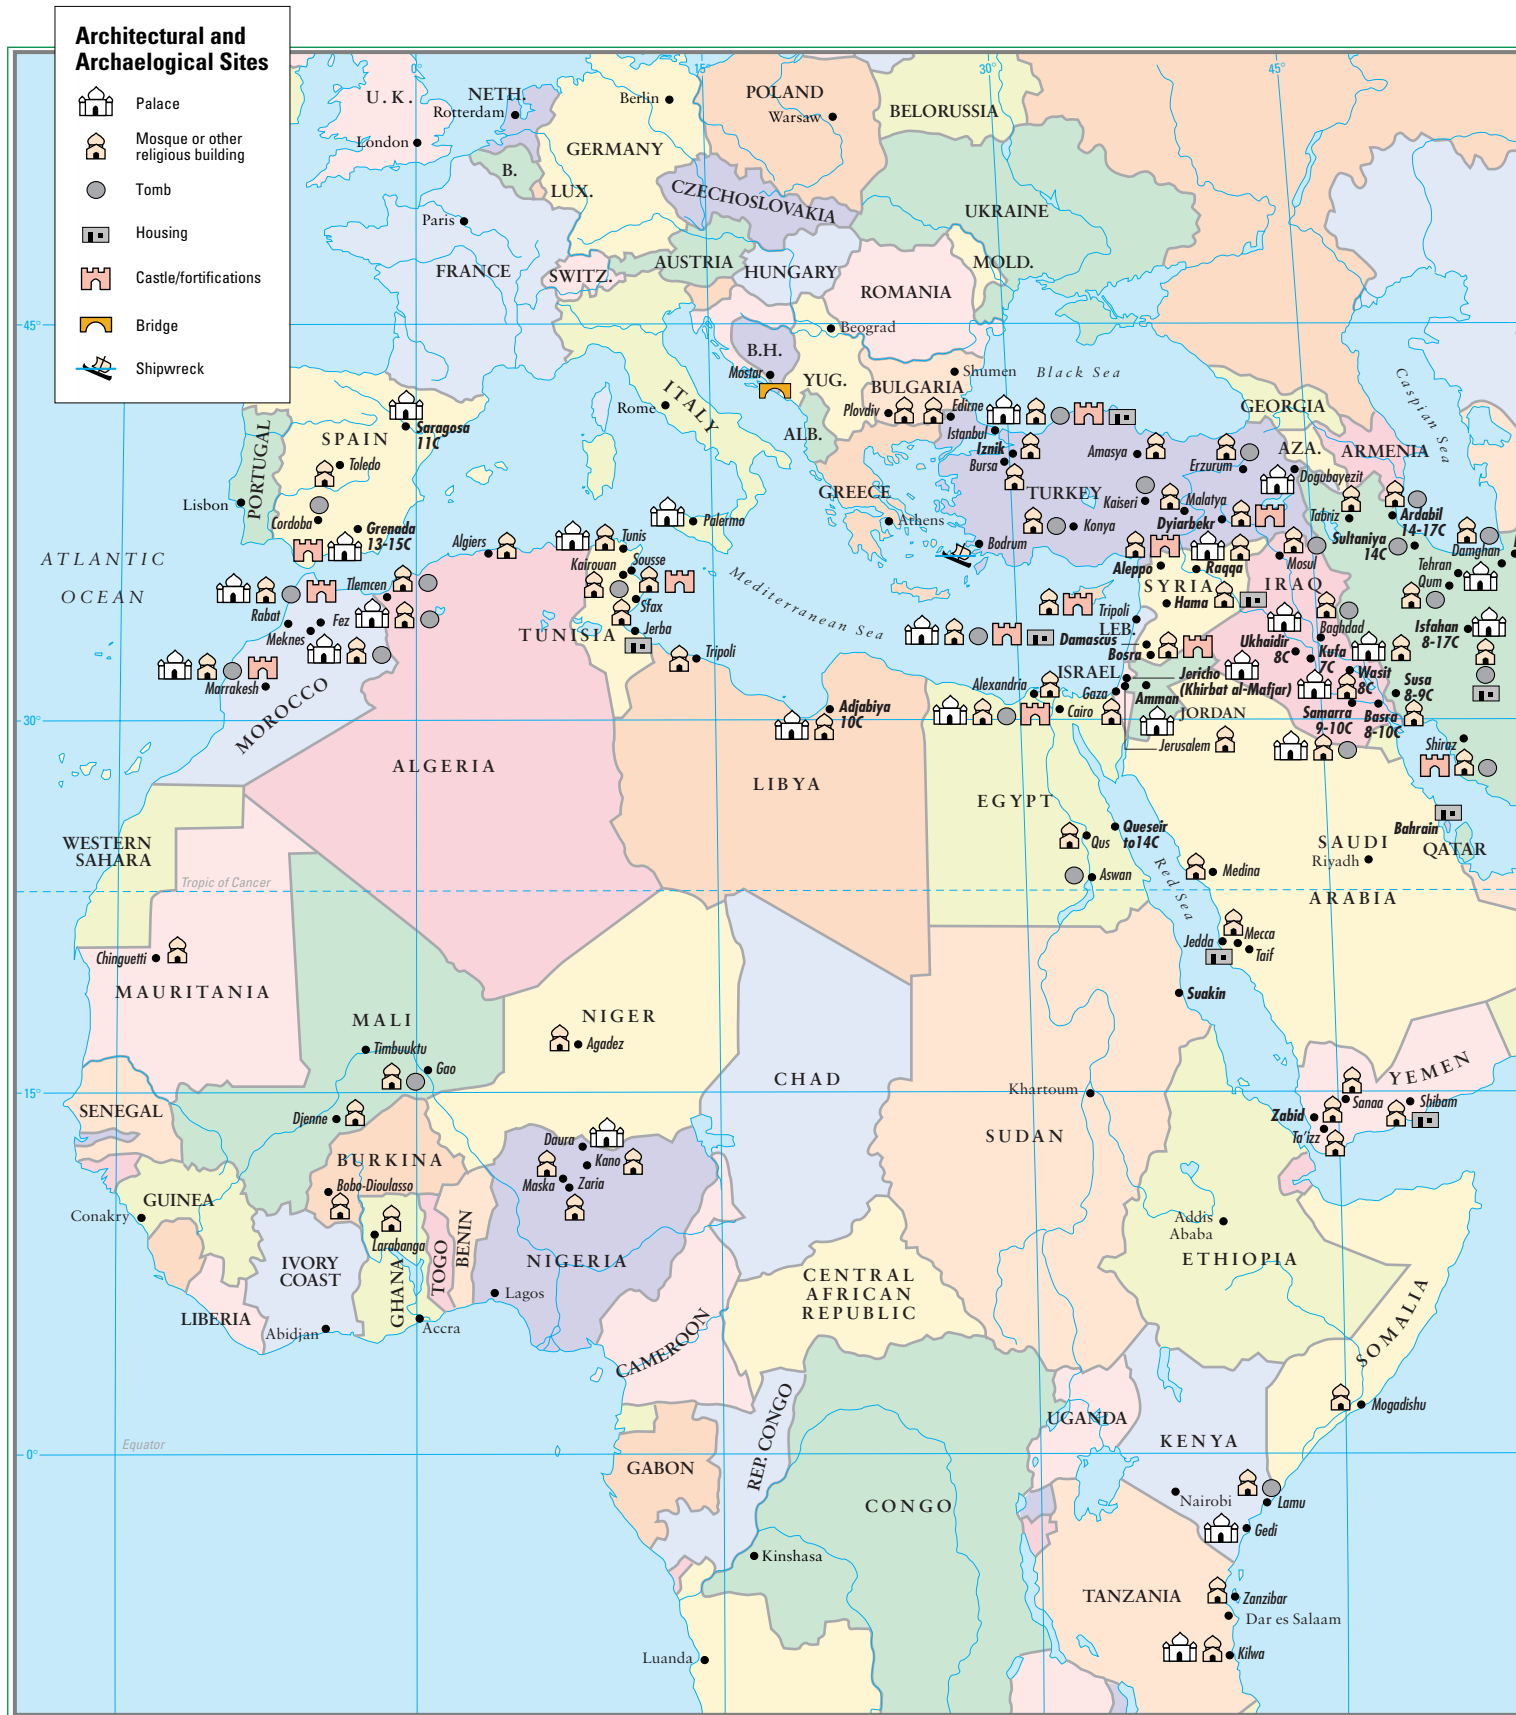 Architectural and
Archaelogical Sites
Palace
Mosque or other
religious building
Tomb
Housing
Castle/fortifications
Bridge
Shipwreck
0°
15°
30°
45°
U.K.
NETH.
Rotterdam
Berlin
POLAND
Warsaw
BELORUSSIA
London
GERMANY
B.
LUX.
CZECHOSLOVAKIA
Paris
UKRAINE
FRANCE
SWITZ.
AUSTRIA
HUNGARY
MOLD.
ROMANIA
45°
Beograd
B.H.
Mostar
YUG.
BULGARIA
Shumen
Black Sea
Caspian Sea
Rome
ITALY
Plovdiv
Edirne
Istanbul
GEORGIA
ALB.
AZA.
ARMENIA
Saragosa
11C
SPAIN
PORTUGAL
Toledo
Iznik
Bursa
Amasya
Erzurum
Dogubayezit
Lisbon
Cordoba
Grenada
13-15C
GREECE
Athens
TURKEY
Kaiseri
Malatya
Konya
Dyiarbekr
Tabriz
Ardabil
14-17C
Sultaniya
14C
Palermo
ATLANTIC
OCEAN
Algiers
Tunis
Kairouan
Sousse
Bodrum
Aleppo
Raqqa
Mosul
Damghan
Tehran
Qum
SYRIA
IRAQ
Tlemcen
Mediterranean Sea
Hama
Sfax
Rabat
Fez
Meknes
TUNISIA
Jerba
Tripoli
Tripoli
LEB.
Damascus
Bosra
Baghdad
Ukhaidir
8C
Kufa
7C
Isfahan
8-17C
Marrakesh
MOROCCO
ISRAEL
Jericho
(Khirbat al-Mafjar)
Wasit
8C
Susa
8-9C
Alexandria
Gaza
Amman
Cairo
JORDAN
Samarra
9-10C
Basra
8-10C
Adjabiya
10C
30°
Jerusalem
Shiraz
ALGERIA
LIBYA
EGYPT
Bahrain
QATAR
Queseir
to14C
Qus
SAUDI
Riyadh
ARABIA
WESTERN
SAHARA
Tropic of Cancer
Aswan
Red Sea
Medina
Jedda
Mecca
Taif
Chinguetti
MAURITANIA
Suakin
MALI
NIGER
Timbuuktu
Agadez
Gao
CHAD
Khartoum
YEMEN
15°
SENEGAL
Djenne
Sanaa
Shibam
Zabid
Ta'izz
SUDAN
Daura
BURKINA
Kano
Maska
Zaria
Bobo-Dioulasso
GUINEA
Conakry
Larabanga
Addis
Ababa
ETHIOPIA
IVORY
COAST
GHANA
TOGO
BENIN
NIGERIA
CENTRAL
AFRICAN
REPUBLIC
Lagos
LIBERIA
Abidjan
Accra
CAMEROON
SOMALIA
REP. CONGO
UGANDA
Mogadishu
Equator
0°
KENYA
GABON
CONGO
Nairobi
Lamu
Gedi
Kinshasa
TANZANIA
Zanzibar
Dar es Salaam
Luanda
Kilwa